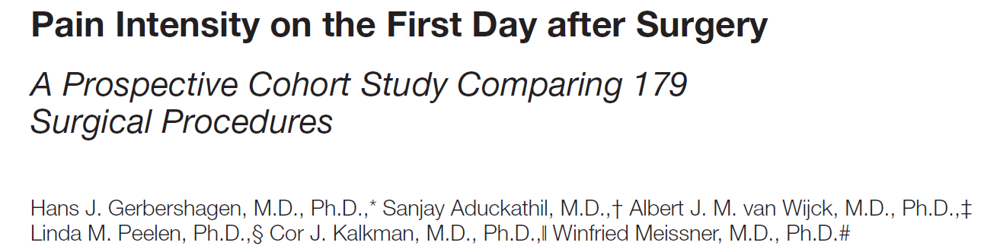 Pain Intensity on the First Day after Surgery
A Prospective Cohort Study Comparing 179
Surgical Procedures
Hans J. Gerbershagen, M.D., Ph.D.,* Sanjay Aduckathil, M.D.,† Albert J. M. van Wijck, M.D., Ph.D.,‡
Linda M. Peelen, Ph.D.,§ Cor J. Kalkman, M.D., Ph.D.,‖ Winfried Meissner, M.D., Ph.D.#